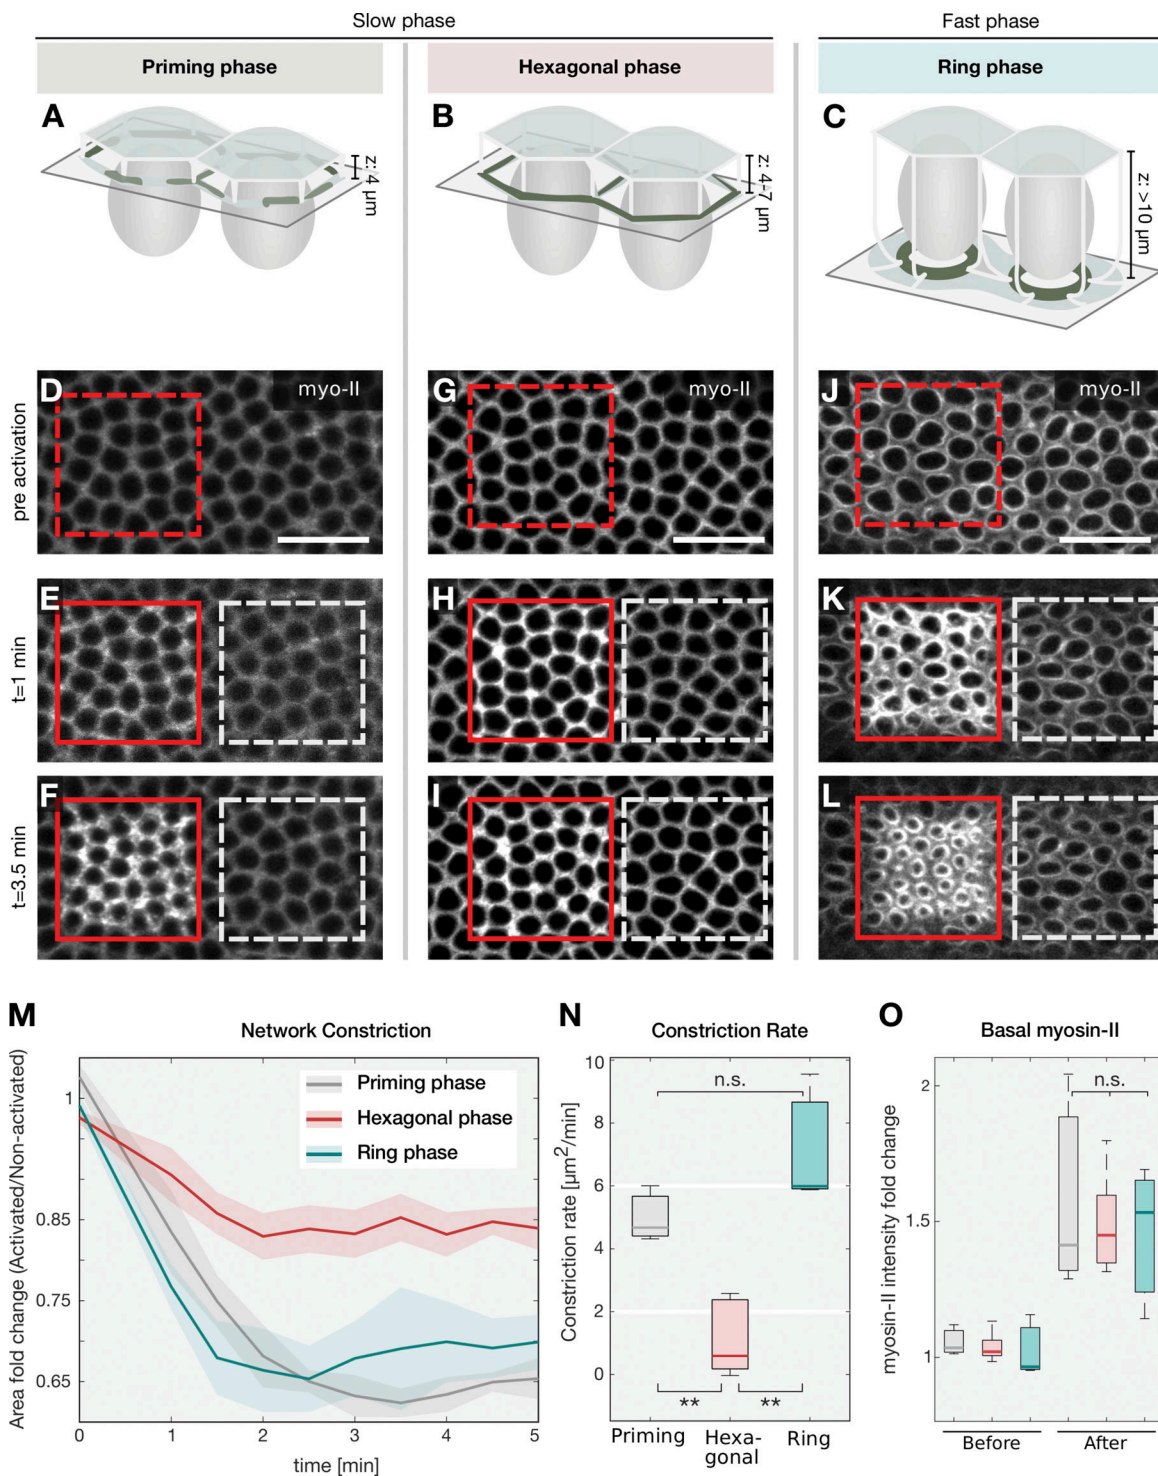 Slow phase
Fast phase
Priming phase
Hexagonal phase
Ring phase
A
B
C
z: 4 µm
z: 4-7 µm
z: >10 µm
pre activation
D
myo-II
G
myo-II
J
myo-II
t=1 min
E
H
K
t=3.5 min
F
I
L
M
Network Constriction
Area fold change (Activated/Non-activated)
1
0.85
0.75
0.65
Priming phase
Hexagonal phase
Ring phase
0
1
2
3
4
5
time [min]
N
Constriction Rate
Constriction rate [µm²/min]
10
8
6
4
2
0
n.s.
**
**
Priming
Hexa-
gonal
Ring
O
Basal myosin-II
myosin-II intensity fold change
2
1.5
1
n.s.
Before
After